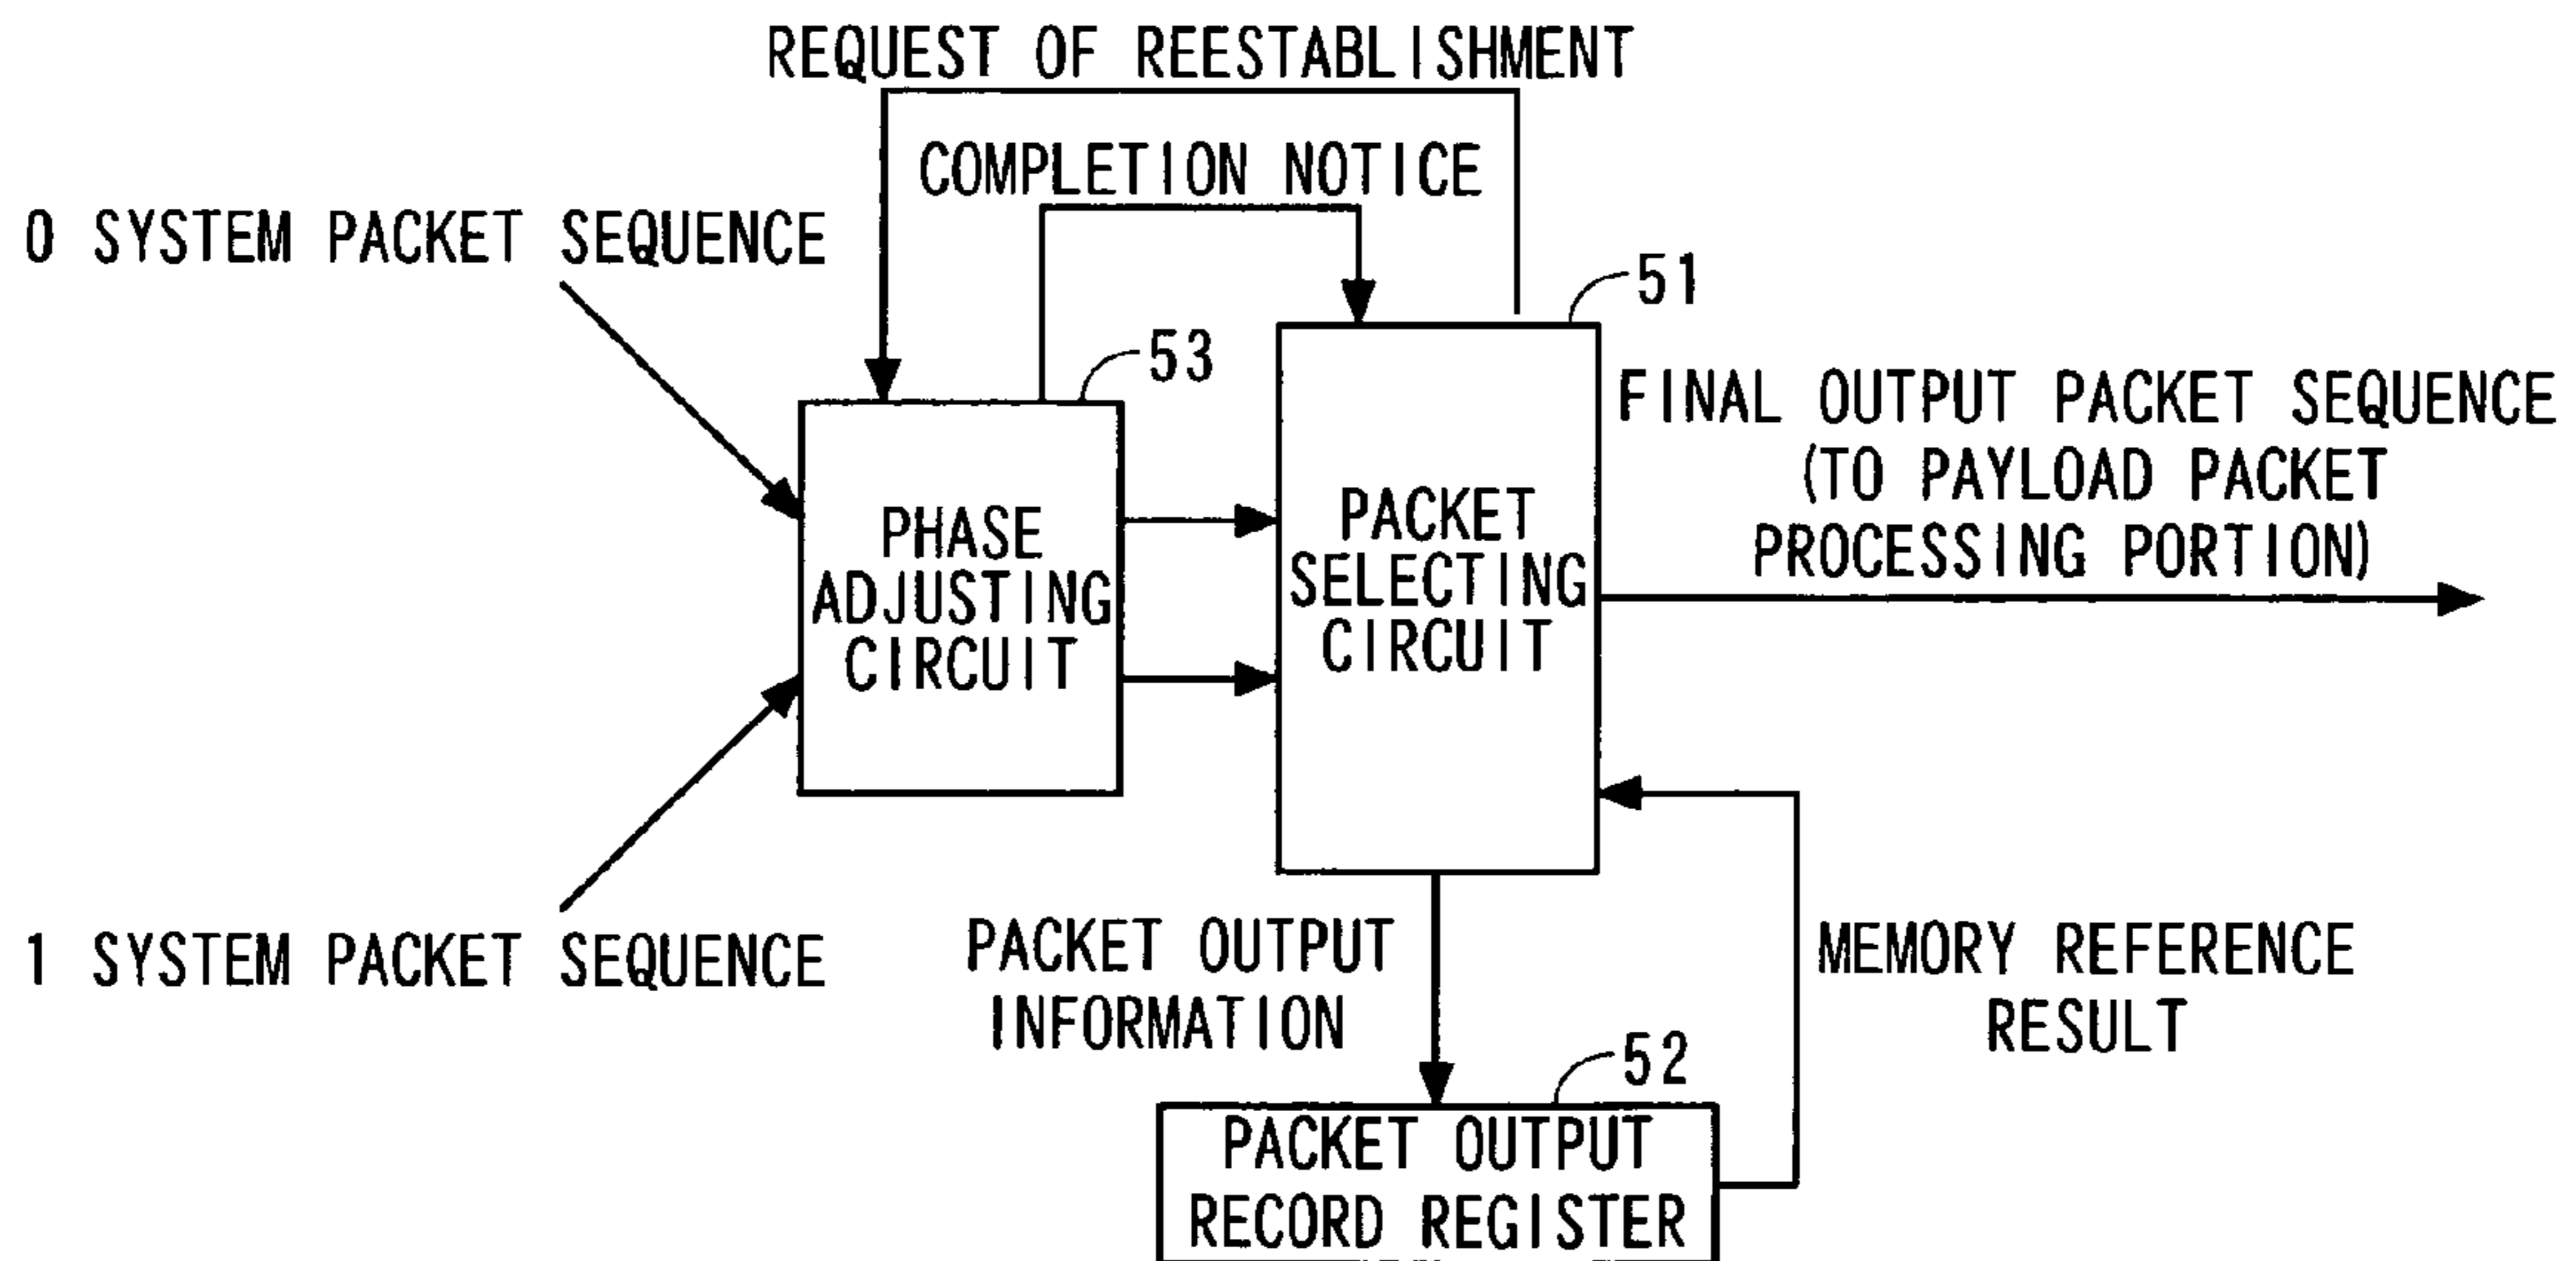 REQUEST OF REESTABLISHMENT
COMPLETION NOTICE
0 SYSTEM PACKET SEQUENCE
51
53
FINAL OUTPUT PACKET SEQUENCE
(TO PAYLOAD PACKET
PROCESSING PORTION)
PHASE
ADJUSTING
CIRCUIT
PACKET
SELECTING
CIRCUIT
1 SYSTEM PACKET SEQUENCE
PACKET OUTPUT
INFORMATION
MEMORY REFERENCE
RESULT
52
PACKET OUTPUT
RECORD REGISTER